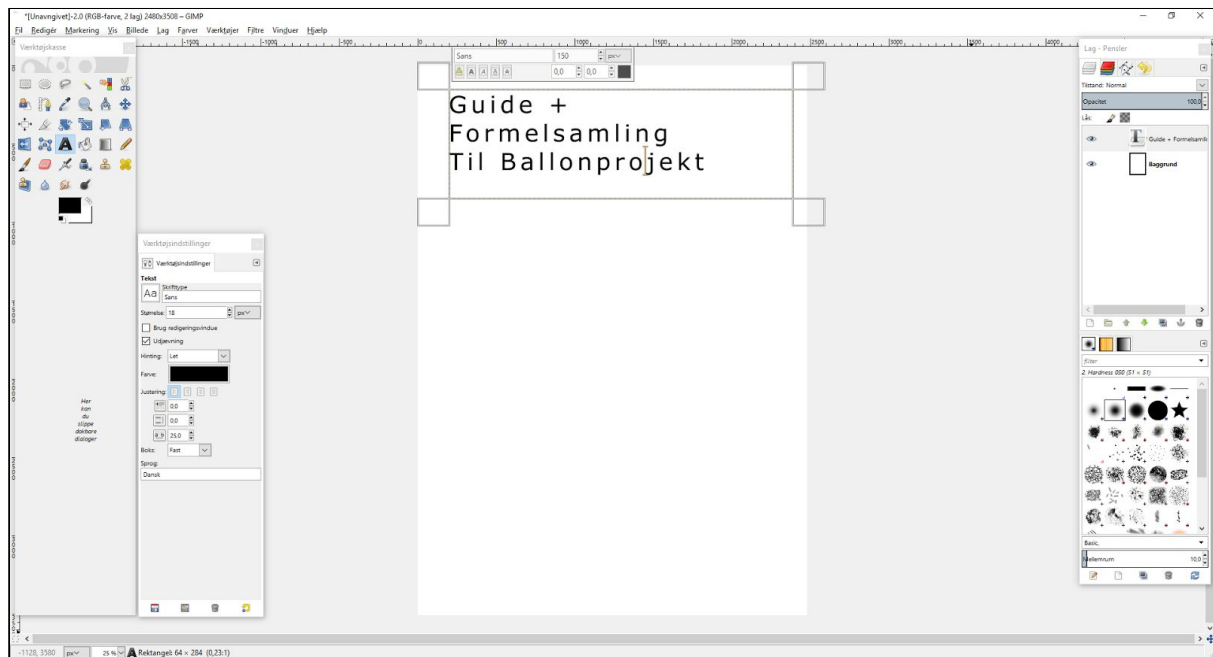 *[Unavngivet]-2.0 (RGB-farve, 2 lag) 2480x3508 – GIMP
Fil Redigér Markering Vis Billede Lag Farver Værktøjer Filtre Vinduer Hjælp
Værktøjskasse
Her
kan
du
slippe
dokbare
dialoger
Værktøjsindstillinger
Værktøjsindstillinger
Tekst
Skrifttype
Aa Sans
Størrelse: 18 px
Brug redigeringsvindue
Udjævning
Hinting: Let
Farve:
Justering:
0,0
0,0
25,0
Boks: Fast
Sprog:
Dansk
Sans 150 px
0,0 0,0
Guide +
Formelsamling
Til Ballonprojekt
Lag - Pensler
Tilstand: Normal
Opacitet 100,0
Lås:
Guide + Formelsamli
Baggrund
filter
2. Hardness 050 (51 × 51)
Basic,
Mellemrum 10,0
-1128, 3580 px 25 % Rektangel: 64 × 284 (0,23:1)